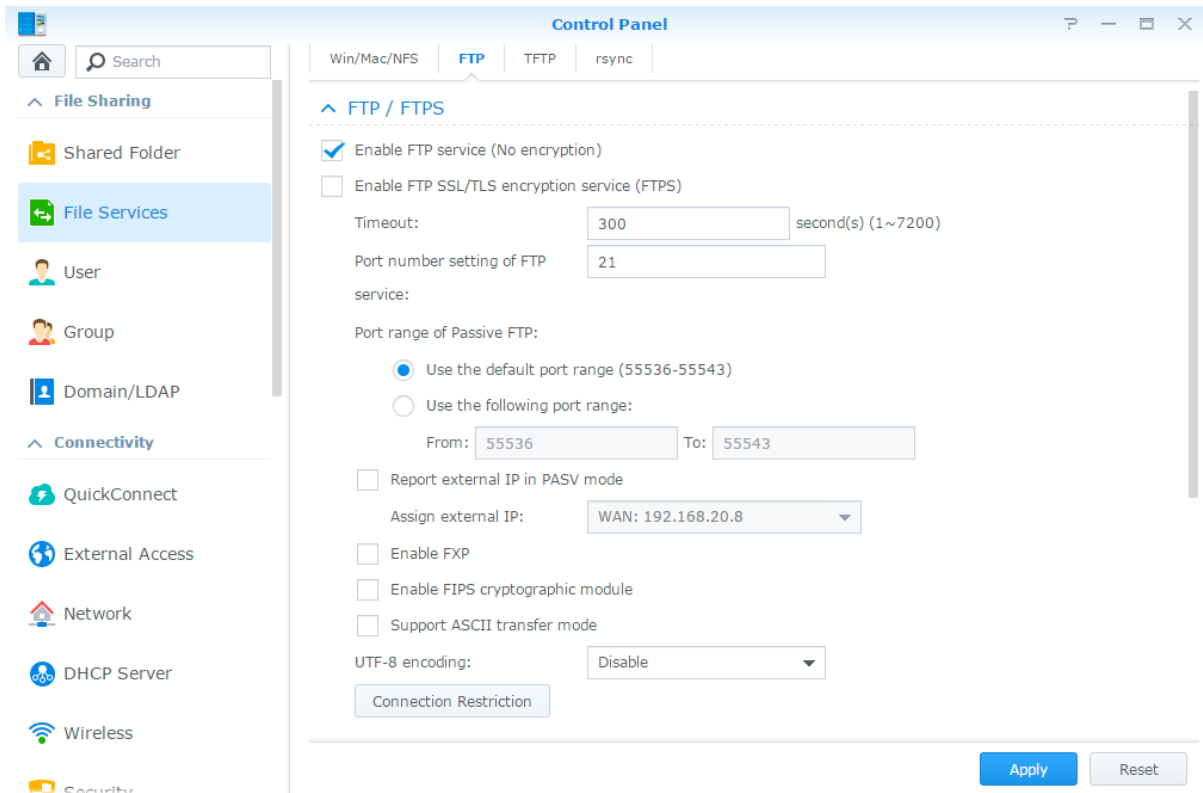 Control Panel
Search
File Sharing
Shared Folder
File Services
User
Group
Domain/LDAP
Connectivity
QuickConnect
External Access
Network
DHCP Server
Wireless
Security
Win/Mac/NFS FTP TFTP rsync
FTP / FTPS
Enable FTP service (No encryption)
Enable FTP SSL/TLS encryption service (FTPS)
Timeout: 300 second(s) (1~7200)
Port number setting of FTP 21
service:
Port range of Passive FTP:
Use the default port range (55536-55543)
Use the following port range:
From: 55536 To: 55543
Report external IP in PASV mode
Assign external IP: WAN: 192.168.20.8
Enable FXP
Enable FIPS cryptographic module
Support ASCII transfer mode
UTF-8 encoding: Disable
Connection Restriction
Apply Reset